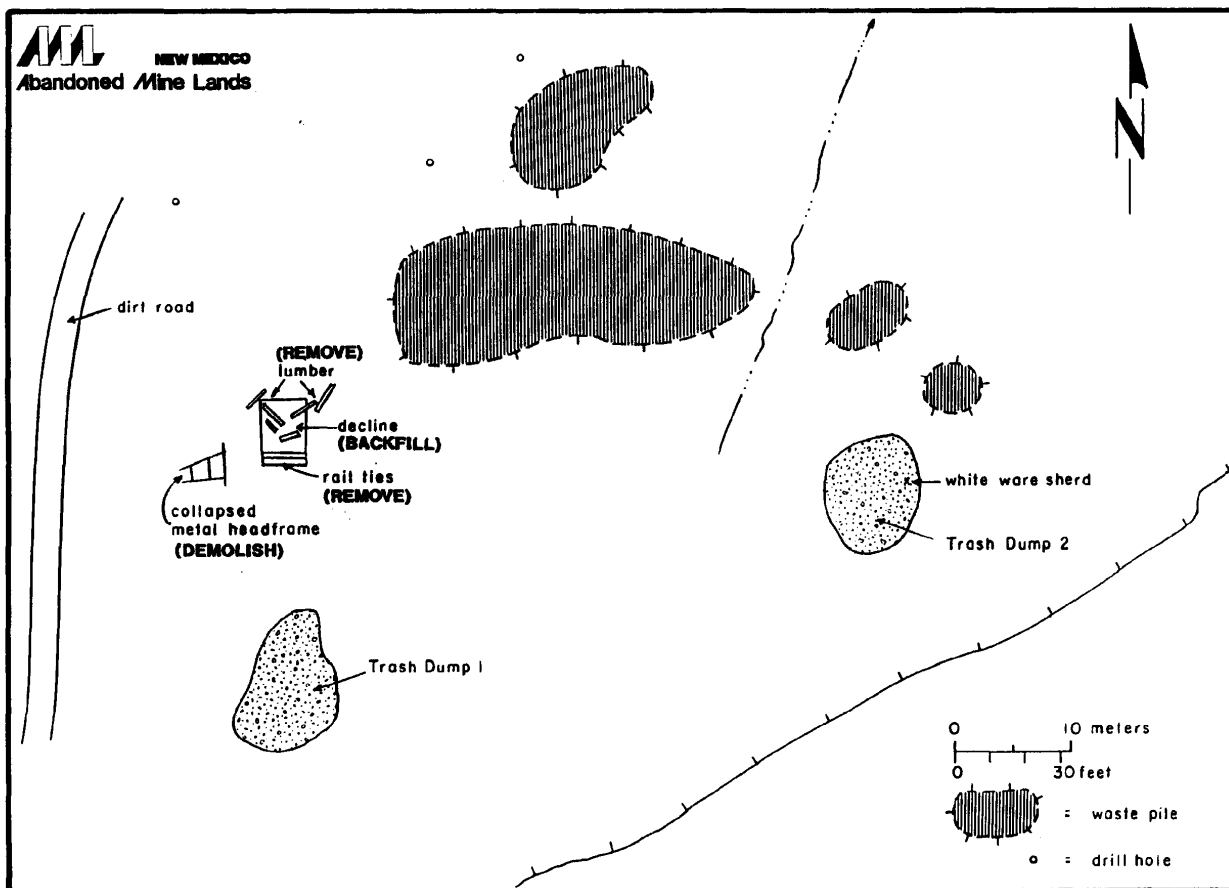 NEW MEXICO
Abandoned Mine Lands
N
dirt road
(REMOVE)
lumber
decline
(BACKFILL)
rail ties
(REMOVE)
collapsed
metal headframe
(DEMOLISH)
white ware sherd
Trash Dump 2
Trash Dump 1
0 10 meters
0 30 feet
= waste pile
= drill hole